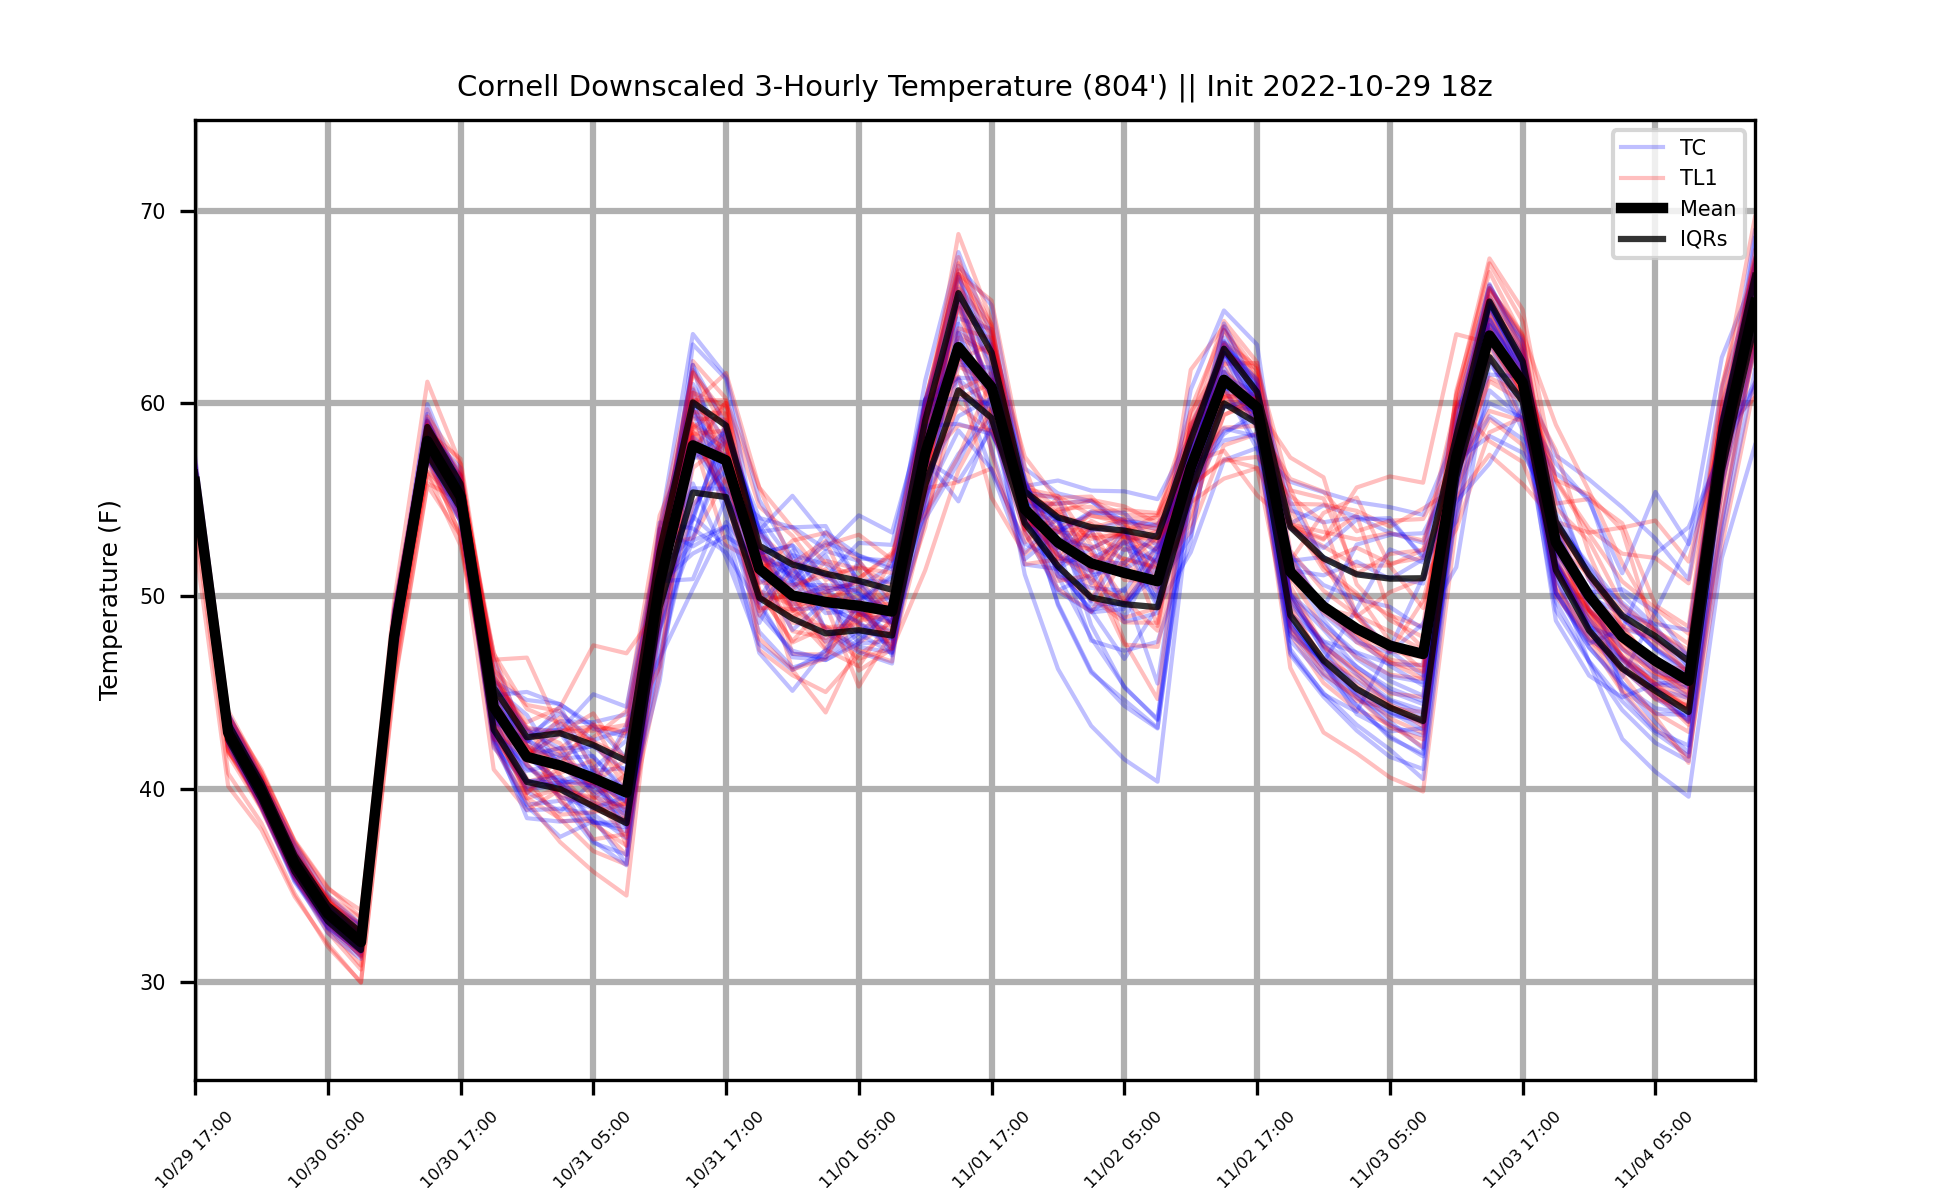 Cornell Downscaled 3-Hourly Temperature (804') || Init 2022-10-29 18z
TC
TL1
Mean
IQRs
Temperature (F)
70
60
50
40
30
10/29 17:00
10/30 05:00
10/30 17:00
10/31 05:00
10/31 17:00
11/01 05:00
11/01 17:00
11/02 05:00
11/02 17:00
11/03 05:00
11/03 17:00
11/04 05:00